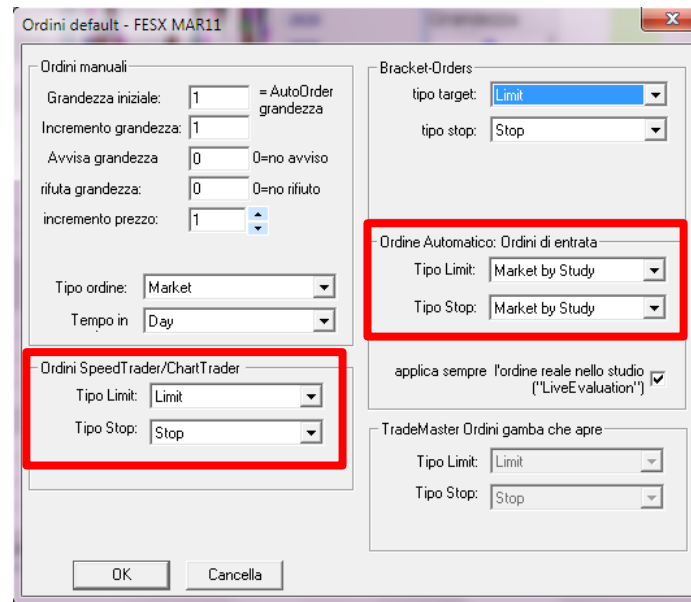 Ordini default - FESX MAR11
Ordini manuali
Grandezza iniziale: 1 = AutoOrder grandezza
Incremento grandezza: 1
Avvisa grandezza 0 0=no avviso
rifuta grandezza: 0 0=no rifiuto
incremento prezzo: 1
Tipo ordine: Market
Tempo in Day
Ordini SpeedTrader/ChartTrader
Tipo Limit: Limit
Tipo Stop: Stop
Bracket-Orders
tipo target: Limit
tipo stop: Stop
Ordine Automatico: Ordini di entrata
Tipo Limit: Market by Study
Tipo Stop: Market by Study
applica sempre l'ordine reale nello studio
("LiveEvaluation")
TradeMaster Ordini gamba che apre
Tipo Limit: Limit
Tipo Stop: Stop
OK Cancella